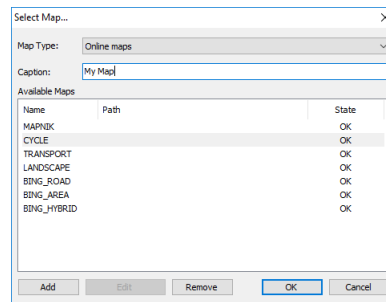 Select Map...
Map Type: Online maps
Caption: My Map
Available Maps
Name Path State
MAPNIK OK
CYCLE OK
TRANSPORT OK
LANDSCAPE OK
BING_ROAD OK
BING_AREA OK
BING_HYBRID OK
Add Edit Remove OK Cancel